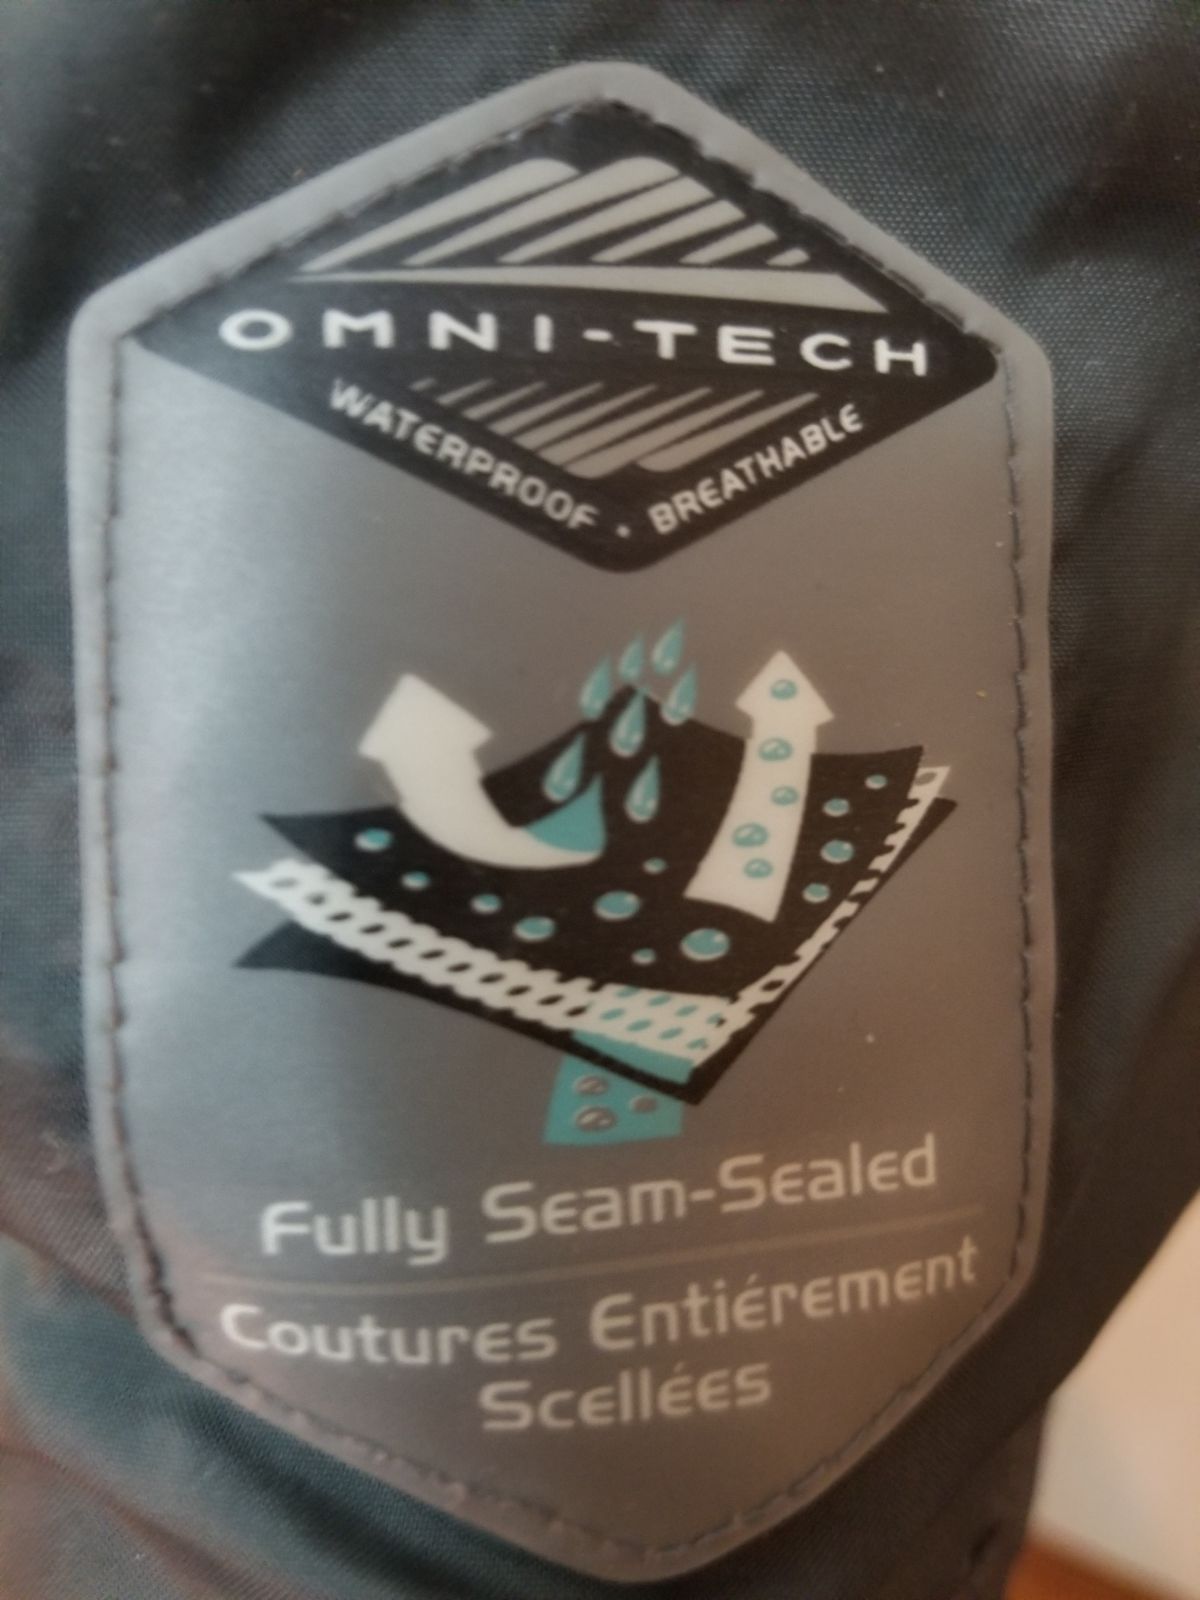 OMNI-TECH
WATERPROOF · BREATHABLE
Fully Seam-Sealed
Coutures Entiérement
Scellées